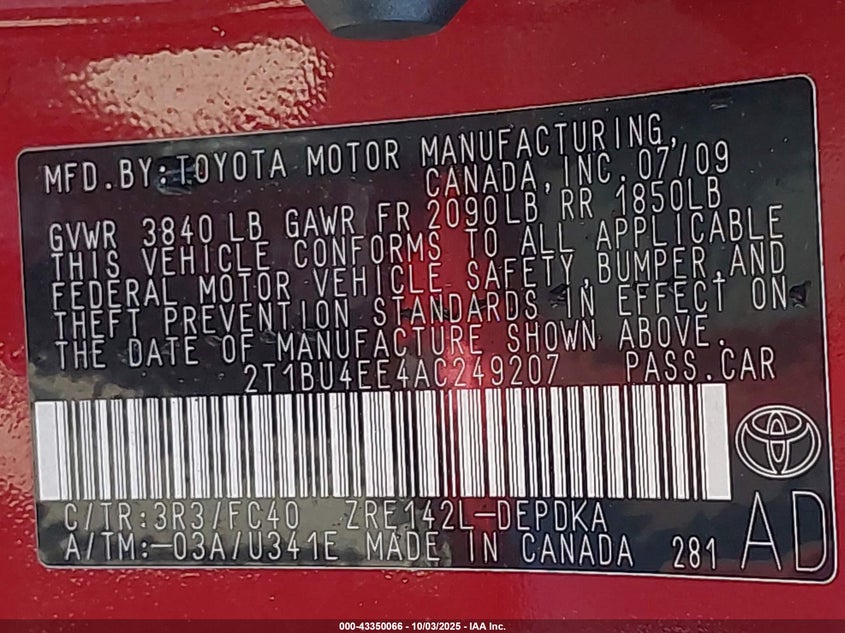 MFD.BY:TOYOTA MOTOR MANUFACTURING,
CANADA, INC. 07/09
GVWR 3840 LB GAWR FR 2090LB RR 1850LB
THIS VEHICLE CONFORMS TO ALL APPLICABLE
FEDERAL MOTOR VEHICLE SAFETY,BUMPER,AND
THEFT PREVENTION STANDARDS IN EFFECT ON
THE DATE OF MANUFACTURE SHOWN ABOVE.
2T1BU4EE4AC249207 PASS.CAR
C/TR:3R3/FC40 ZRE142L-DEPDKA
A/TM:-03A/U341E MADE IN CANADA 281 AD
000-43350066 - 10/03/2025 - IAA Inc.